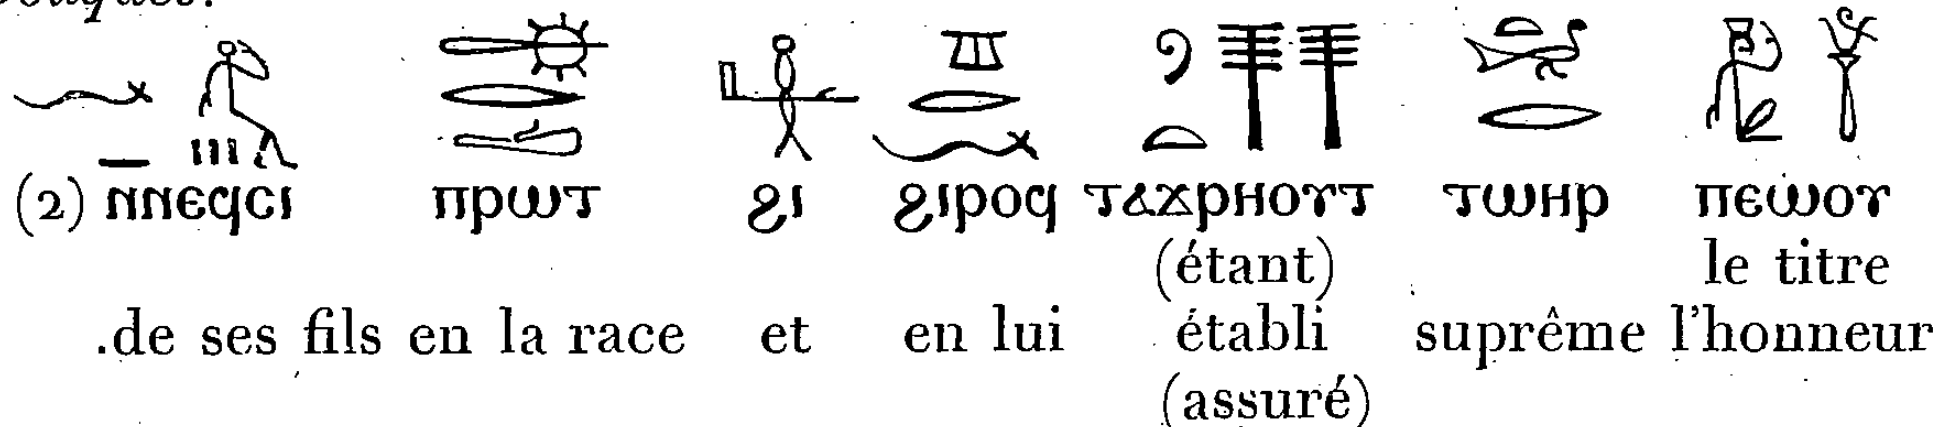 (2) ⲛⲛⲉϥⲥⲓ ⲡⲣⲱⲧ ϩⲓ ϩⲓⲣⲟϥ ⲧⲁϫⲣⲏⲟⲩⲧ ⲧⲱⲏⲣ ⲡⲉⲱⲟⲩ
(étant) le titre
.de ses fils en la race et en lui établi suprême l'honneur
(assuré)